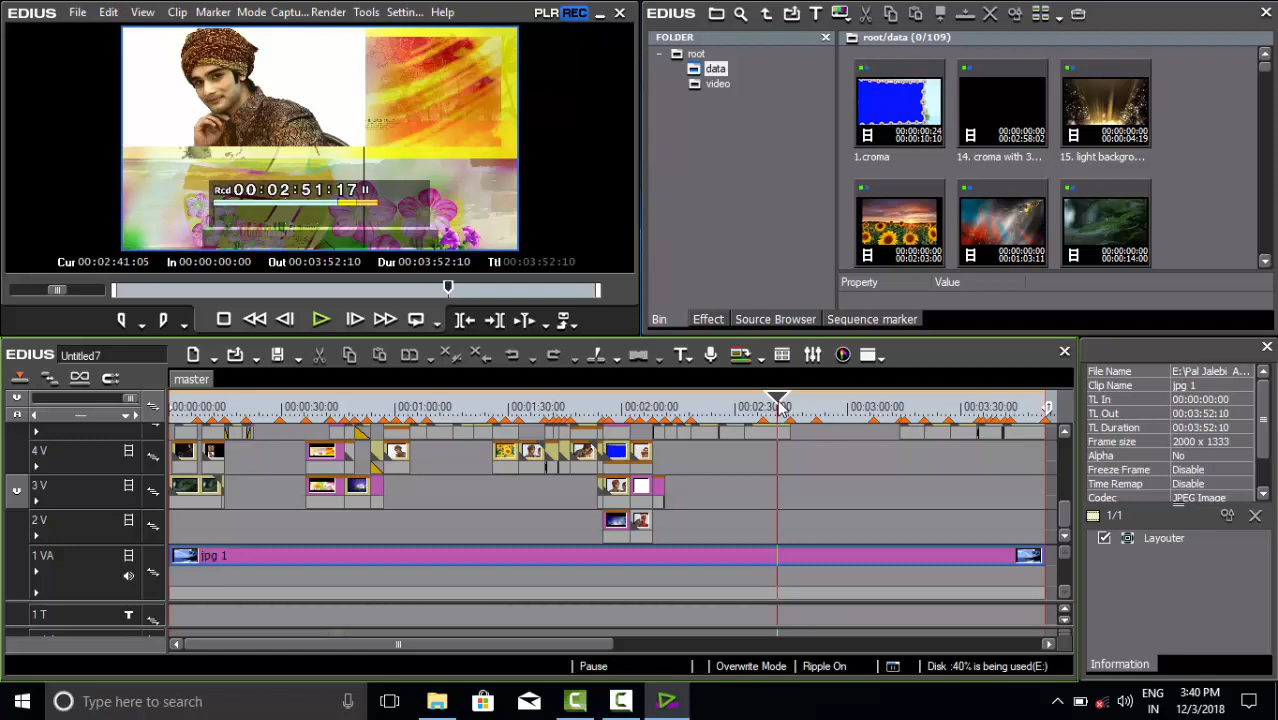 EDIUS File Edit View Clip Marker Mode Captu... Render Tools Settin... Help PLR REC
Rcd 00:02:51:17
Cur 00:02:41:05 In 00:00:00:00 Out 00:03:52:10 Dur 00:03:52:10 Ttl 00:03:52:10
EDIUS
FOLDER
root
data
video
root/data (0/109)
00:00:00:24
00:00:10:10
1.croma
00:00:00:00
00:02:58:02
14. croma with 3...
00:00:00:00
00:00:04:19
15. light backgro...
00:00:00:00
00:02:03:00
00:00:00:00
00:01:03:11
00:00:00:00
00:00:14:00
Property Value
Bin Effect Source Browser Sequence marker
EDIUS Untitled7
master
00:00:00:00 00:00:30:00 00:01:00:00 00:01:30:00 00:02:00:00 00:02:30:00 00:03:00:00 00:03:30:00
4 V
3 V
2 V
1 VA
jpg 1
1 T T
Pause Overwrite Mode Ripple On Disk :40% is being used(E:)
File Name E:\Pal Jalebi A...
Clip Name jpg 1
TL In 00:00:00:00
TL Out 00:03:52:10
TL Duration 00:03:52:10
Frame size 2000 x 1333
Alpha No
Freeze Frame Disable
Time Remap Disable
Codec JPEG Image
1/1
Layouter
Information
Type here to search
ENG
IN
3:40 PM
12/3/2018